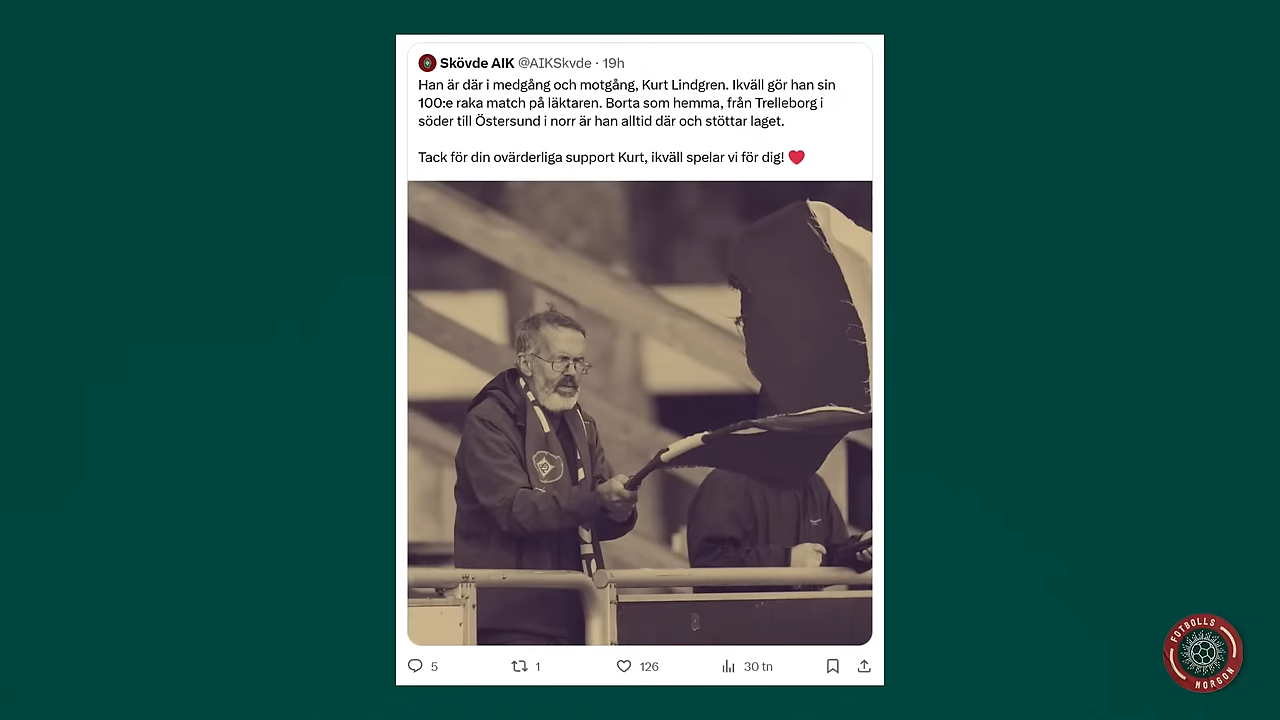 Skövde AIK @AIKSkvde · 19h
Han är där i medgång och motgång, Kurt Lindgren. Ikväll gör han sin
100:e raka match på läktaren. Borta som hemma, från Trelleborg i
söder till Östersund i norr är han alltid där och stöttar laget.
Tack för din ovärderliga support Kurt, ikväll spelar vi för dig! ❤️
5 1 126 30 tn
FOTBOLLS
MORGON